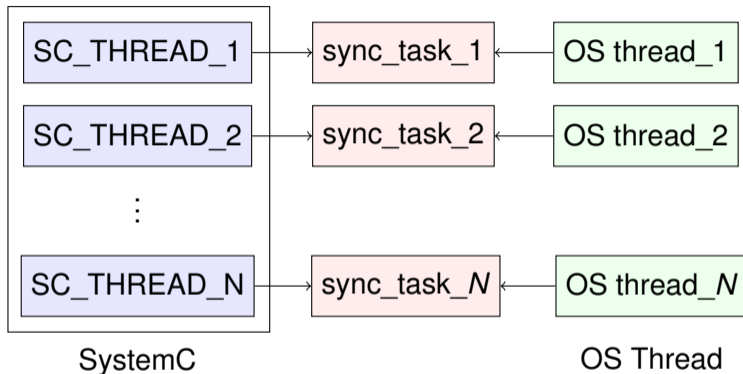 SC_THREAD_1 sync_task_1 OS thread_1
SC_THREAD_2 sync_task_2 OS thread_2
⋮
SC_THREAD_N sync_task_N OS thread_N
SystemC OS Thread